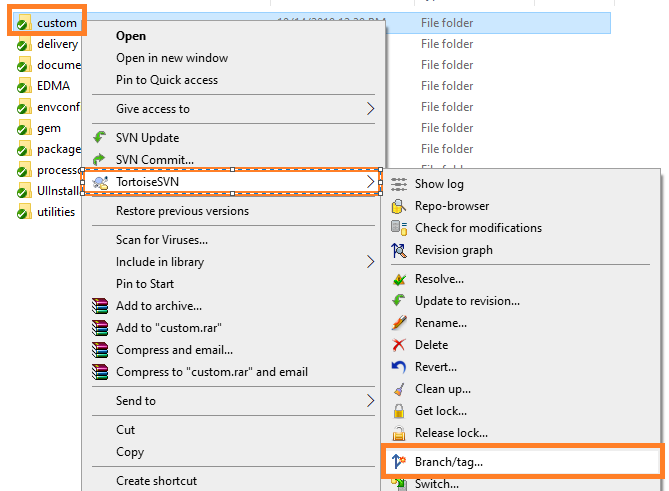 custom
10/14/2019 12:30 PM
File folder
delivery
File folder
docume
File folder
EDMA
File folder
envconf
File folder
gem
File folder
package
File folder
processo
File folder
UIInstall
utilities
Open
Open in new window
Pin to Quick access
Give access to
SVN Update
SVN Commit...
TortoiseSVN
Restore previous versions
Scan for Viruses...
Include in library
Pin to Start
Add to archive...
Add to "custom.rar"
Compress and email...
Compress to "custom.rar" and email
Send to
Cut
Copy
Create shortcut
Show log
Repo-browser
Check for modifications
Revision graph
Resolve...
Update to revision...
Rename...
Delete
Revert...
Clean up...
Get lock...
Release lock...
Branch/tag...
Switch...